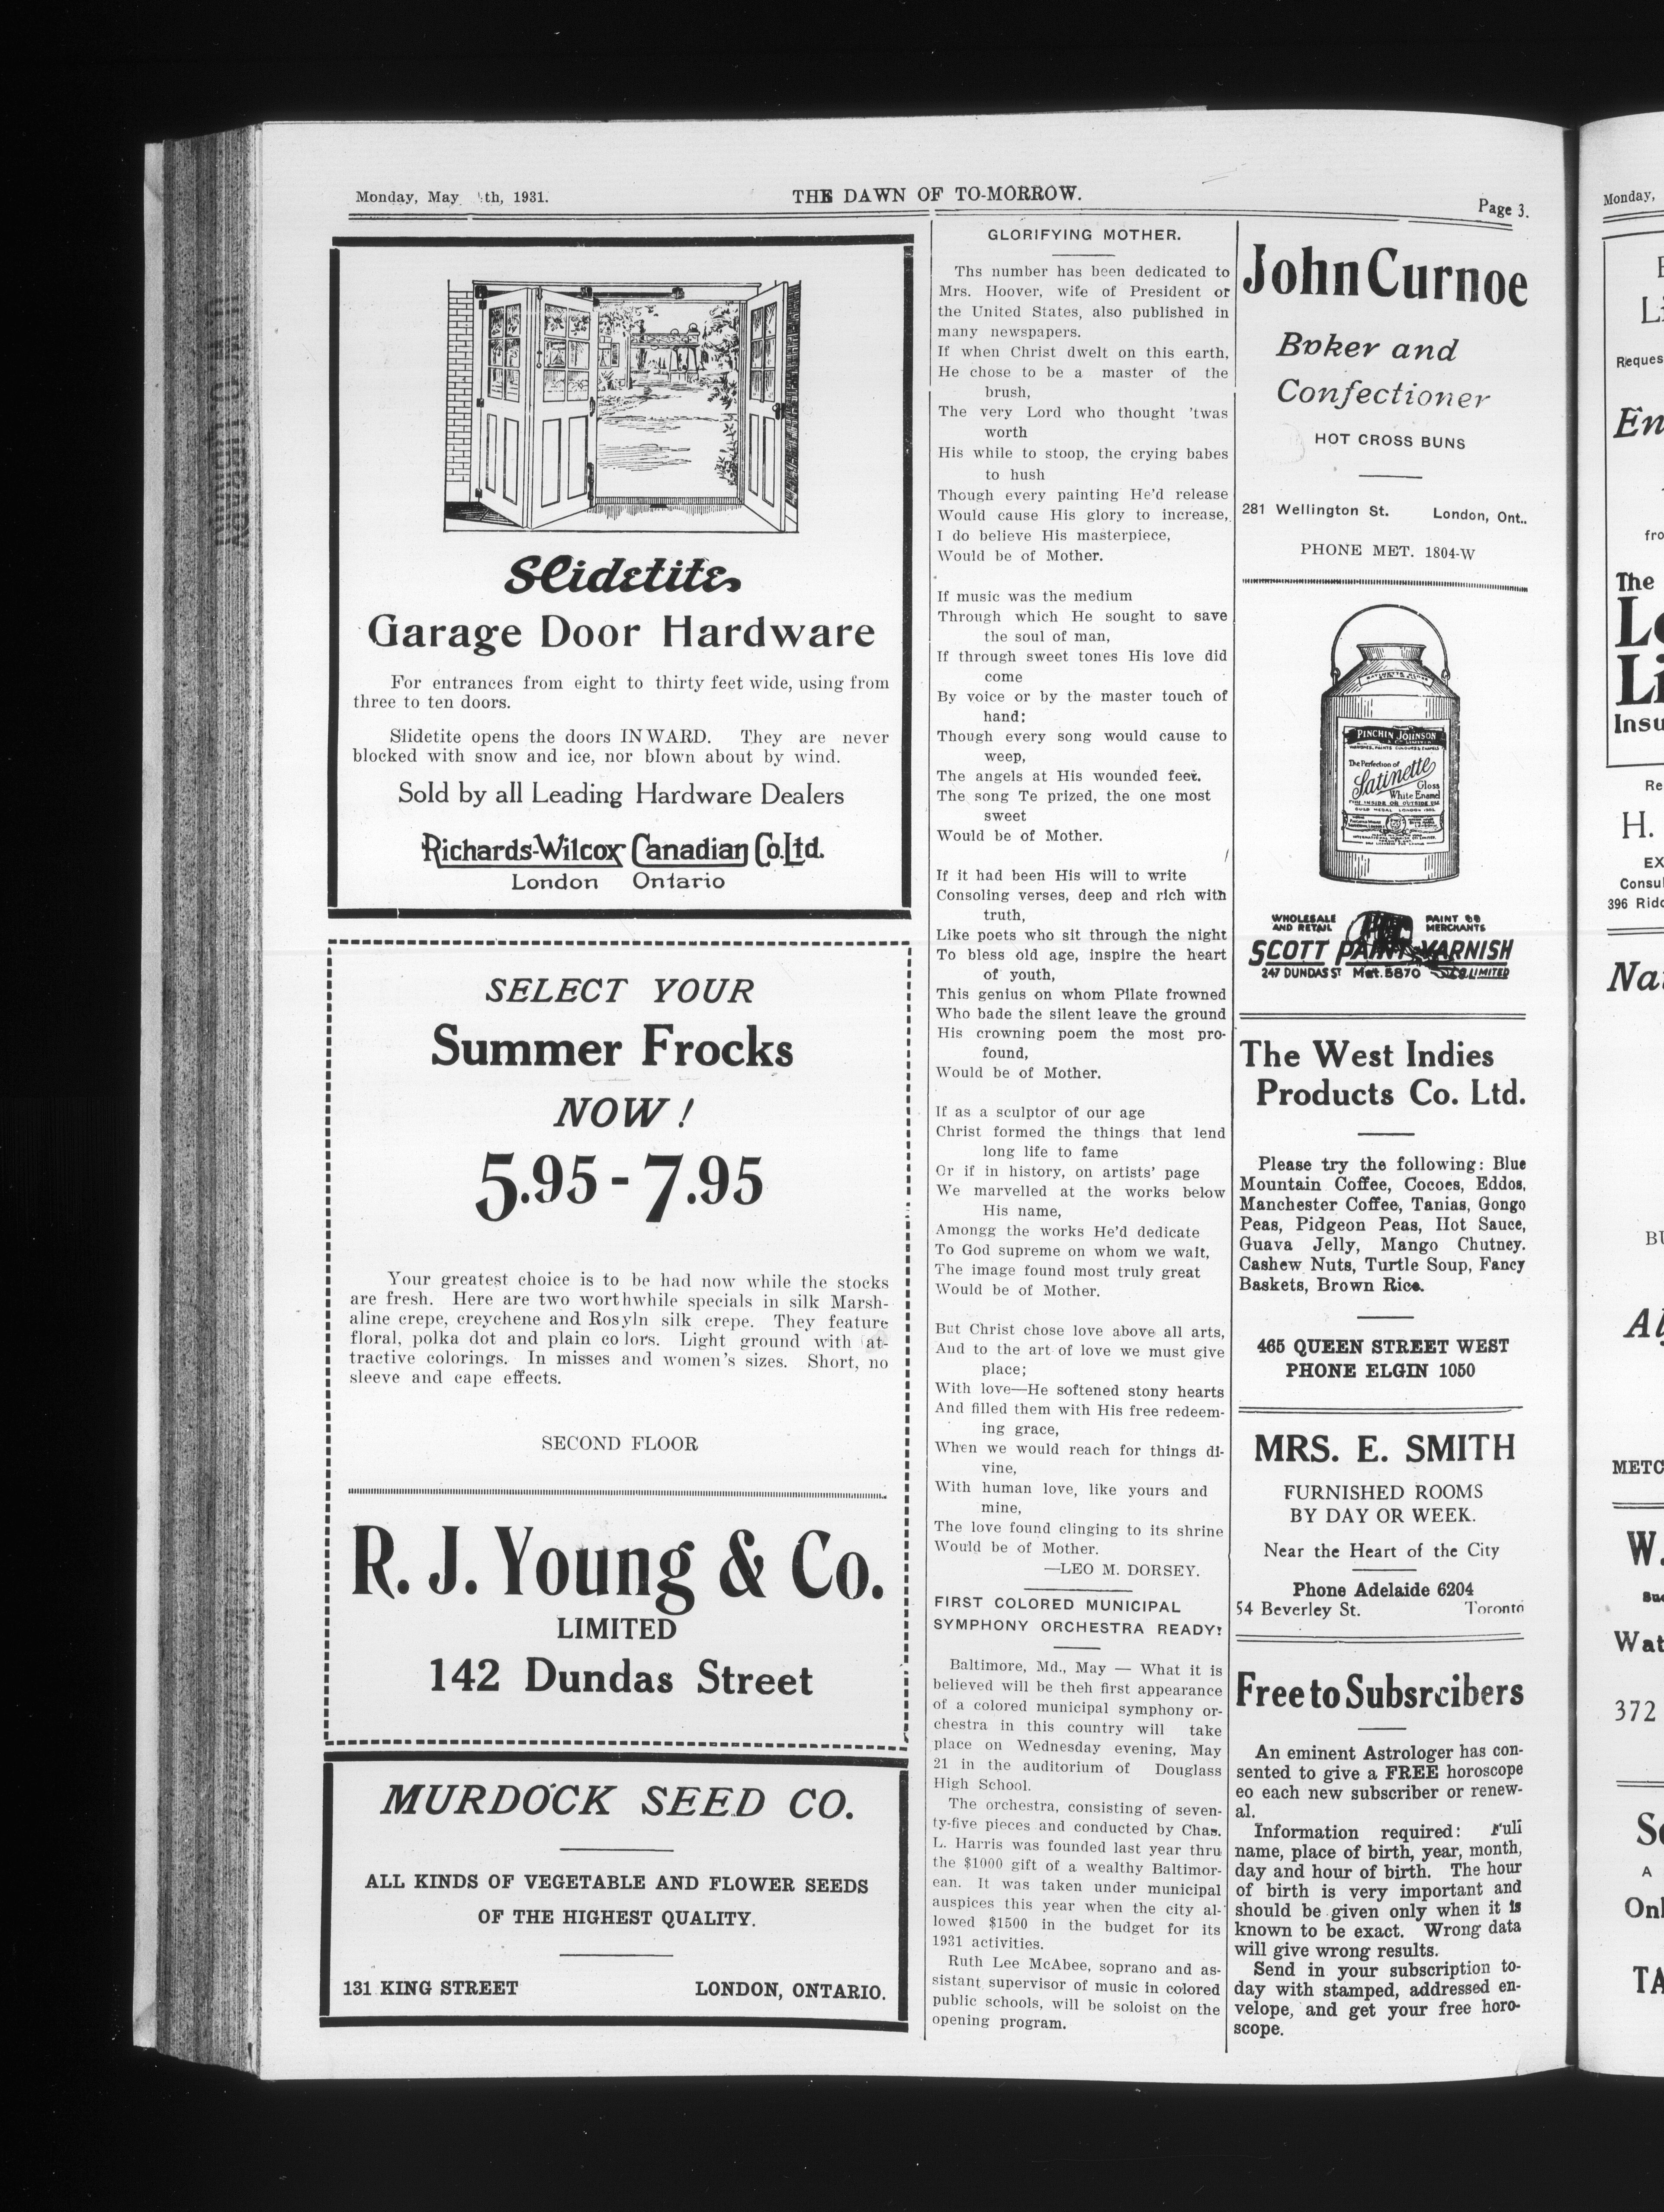 Monday, May th, 1931.
THE DAWN OF TO-MORROW.
Page 3.
Slidetite
Garage Door Hardware
For entrances from eight to thirty feet wide, using from
three to ten doors.
Slidetite opens the doors INWARD. They are never
blocked with snow and ice, nor blown about by wind.
Sold by all Leading Hardware Dealers
Richards-Wilcox Canadian Co. Ltd.
London Ontario
SELECT YOUR
Summer Frocks
NOW!
5.95 - 7.95
Your greatest choice is to be had now while the stocks
are fresh. Here are two worthwhile specials in silk Marsh-
aline crepe, creychene and Rosyln silk crepe. They feature
floral, polka dot and plain colors. Light ground with at-
tractive colorings. In misses and women's sizes. Short, no
sleeve and cape effects.
SECOND FLOOR
R. J. Young & Co.
LIMITED
142 Dundas Street
MURDOCK SEED CO.
ALL KINDS OF VEGETABLE AND FLOWER SEEDS
OF THE HIGHEST QUALITY.
131 KING STREET LONDON, ONTARIO.
GLORIFYING MOTHER.
Ths number has been dedicated to
Mrs. Hoover, wife of President or
the United States, also published in
many newspapers.
If when Christ dwelt on this earth,
He chose to be a master of the
brush,
The very Lord who thought 'twas
worth
His while to stoop, the crying babes
to hush
Though every painting He'd release
Would cause His glory to increase,
I do believe His masterpiece,
Would be of Mother.
If music was the medium
Through which He sought to save
the soul of man,
If through sweet tones His love did
come
By voice or by the master touch of
hand;
Though every song would cause to
weep,
The angels at His wounded feet.
The song Te prized, the one most
sweet
Would be of Mother.
If it had been His will to write
Consoling verses, deep and rich with
truth,
Like poets who sit through the night
To bless old age, inspire the heart
of youth,
This genius on whom Pilate frowned
Who bade the silent leave the ground
His crowning poem the most pro-
found,
Would be of Mother.
If as a sculptor of our age
Christ formed the things that lend
long life to fame
Or if in history, on artists' page
We marvelled at the works below
His name,
Amongg the works He'd dedicate
To God supreme on whom we wait,
The image found most truly great
Would be of Mother.
But Christ chose love above all arts,
And to the art of love we must give
place;
With love—He softened stony hearts
And filled them with His free redeem-
ing grace,
When we would reach for things di-
vine,
With human love, like yours and
mine,
The love found clinging to its shrine
Would be of Mother.
—LEO M. DORSEY.
FIRST COLORED MUNICIPAL
SYMPHONY ORCHESTRA READY?
Baltimore, Md., May — What it is
believed will be theh first appearance
of a colored municipal symphony or-
chestra in this country will take
place on Wednesday evening, May
21 in the auditorium of Douglass
High School.
The orchestra, consisting of seven-
ty-five pieces and conducted by Chas.
L. Harris was founded last year thru
the $1000 gift of a wealthy Baltimor-
ean. It was taken under municipal
auspices this year when the city al-
lowed $1500 in the budget for its
1931 activities.
Ruth Lee McAbee, soprano and as-
sistant supervisor of music in colored
public schools, will be soloist on the
opening program.
John Curnoe
Boker and
Confectioner
HOT CROSS BUNS
281 Wellington St. London, Ont..
PHONE MET. 1804-W
PINCHIN JOHNSON
The Perfection of
Satinette
Gloss
White Enamel
FOR INSIDE OR OUTSIDE USE
GOLD MEDAL LONDON
WHOLESALE
AND RETAIL
PAINT
MERCHANTS
SCOTT PAINT VARNISH
247 DUNDAS ST Met. 5870 CO. LIMITED
The West Indies
Products Co. Ltd.
Please try the following: Blue
Mountain Coffee, Cocoes, Eddos,
Manchester Coffee, Tanias, Gongo
Peas, Pidgeon Peas, Hot Sauce,
Guava Jelly, Mango Chutney.
Cashew Nuts, Turtle Soup, Fancy
Baskets, Brown Rice.
465 QUEEN STREET WEST
PHONE ELGIN 1050
MRS. E. SMITH
FURNISHED ROOMS
BY DAY OR WEEK.
Near the Heart of the City
Phone Adelaide 6204
54 Beverley St. Toronto
Free to Subsrcibers
An eminent Astrologer has con-
sented to give a FREE horoscope
eo each new subscriber or renew-
al.
Information required: Full
name, place of birth, year, month,
day and hour of birth. The hour
of birth is very important and
should be given only when it is
known to be exact. Wrong data
will give wrong results.
Send in your subscription to-
day with stamped, addressed en-
velope, and get your free horo-
scope.
Monday,
The
Insu
396
METC
W.
Wat
372